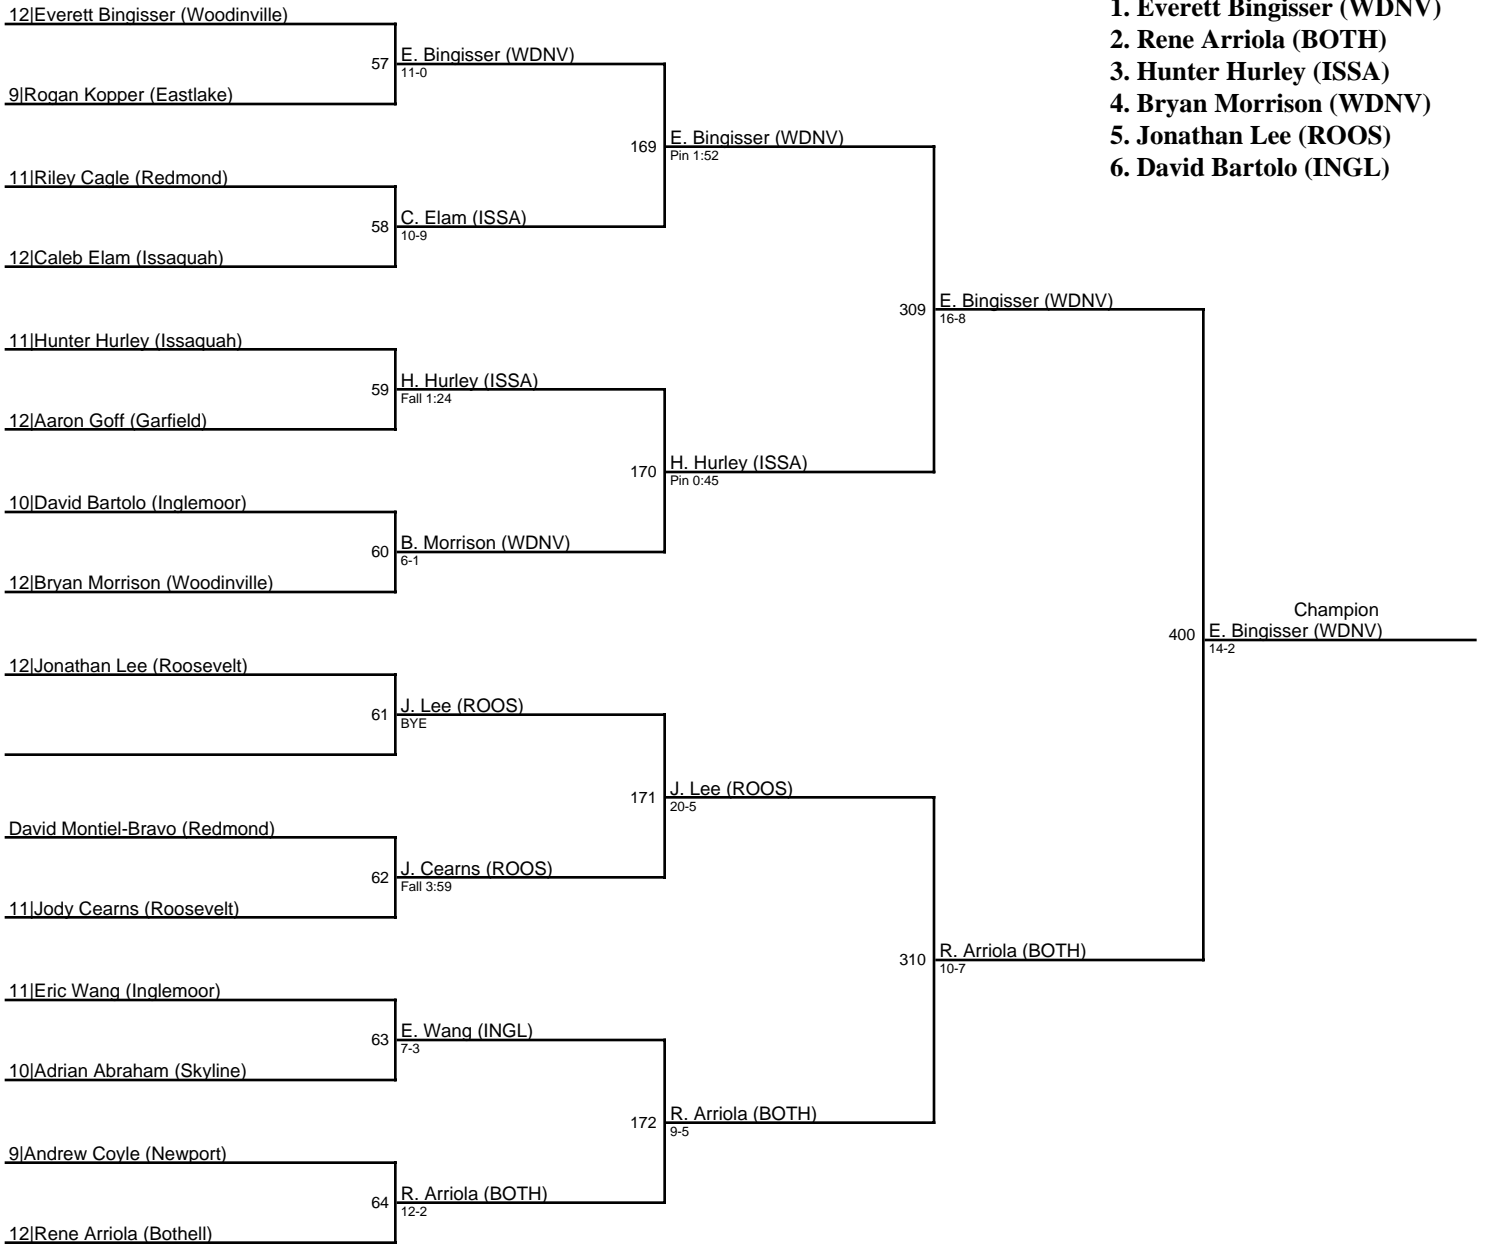 12|Everett Bingisser (Woodinville)
57
E. Bingisser (WDNV)
11-0
9|Rogan Kopper (Eastlake)
169
E. Bingisser (WDNV)
Pin 1:52
11|Riley Cagle (Redmond)
58
C. Elam (ISSA)
10-9
12|Caleb Elam (Issaquah)
309
E. Bingisser (WDNV)
16-8
11|Hunter Hurley (Issaquah)
59
H. Hurley (ISSA)
Fall 1:24
12|Aaron Goff (Garfield)
170
H. Hurley (ISSA)
Pin 0:45
10|David Bartolo (Inglemoor)
60
B. Morrison (WDNV)
6-1
12|Bryan Morrison (Woodinville)
Champion
400
E. Bingisser (WDNV)
14-2
12|Jonathan Lee (Roosevelt)
61
J. Lee (ROOS)
BYE
171
J. Lee (ROOS)
20-5
David Montiel-Bravo (Redmond)
62
J. Cearns (ROOS)
Fall 3:59
11|Jody Cearns (Roosevelt)
310
R. Arriola (BOTH)
10-7
11|Eric Wang (Inglemoor)
63
E. Wang (INGL)
7-3
10|Adrian Abraham (Skyline)
172
R. Arriola (BOTH)
9-5
9|Andrew Coyle (Newport)
64
R. Arriola (BOTH)
12-2
12|Rene Arriola (Bothell)
1. Everett Bingisser (WDNV)
2. Rene Arriola (BOTH)
3. Hunter Hurley (ISSA)
4. Bryan Morrison (WDNV)
5. Jonathan Lee (ROOS)
6. David Bartolo (INGL)